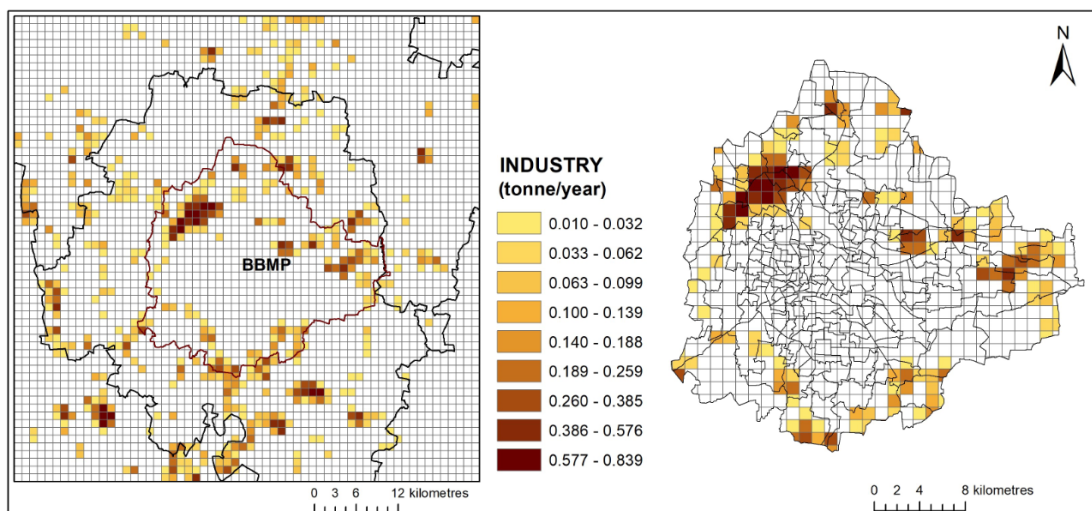 BBMP
0 3 6 12 kilometres
INDUSTRY
(tonne/year)
0.010 - 0.032
0.033 - 0.062
0.063 - 0.099
0.100 - 0.139
0.140 - 0.188
0.189 - 0.259
0.260 - 0.385
0.386 - 0.576
0.577 - 0.839
N
0 2 4 8 kilometres